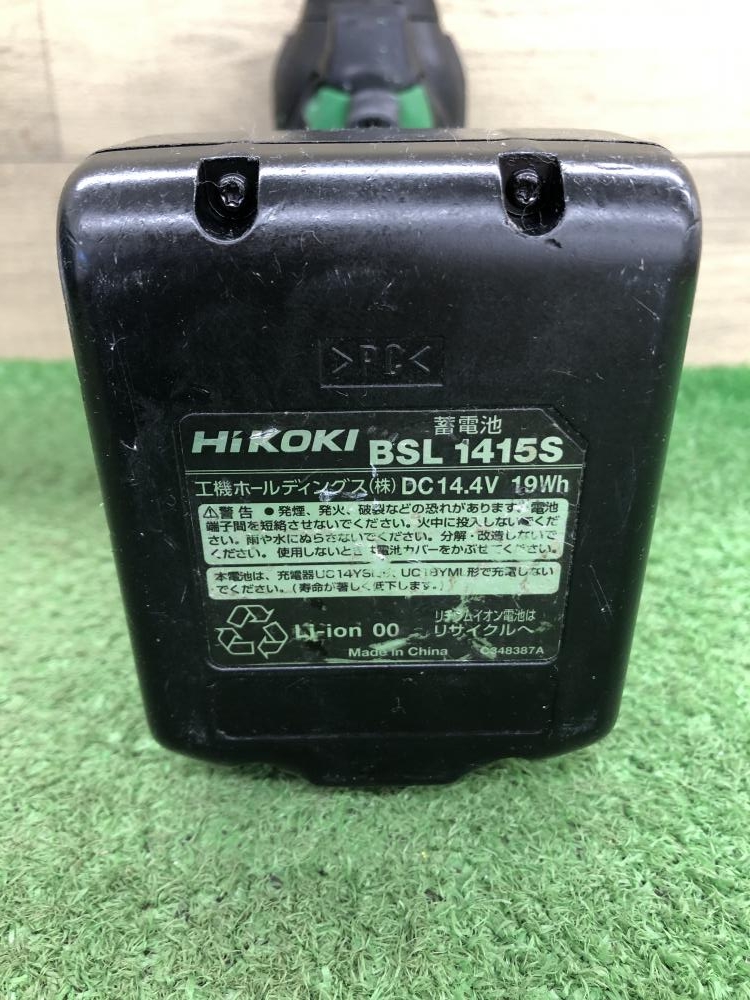 >PC<
蓄電池
HiKOKI BSL 1415S
工機ホールディングス(株) DC14.4V 19Wh
⚠警告 ●発煙、発火、破裂などの恐れがあります。電池
端子間を短絡させないでください。火中に投入しないでくだ
さい。雨や水にぬらさないでください。分解・改造しないで
ください。使用しないときは電池カバーをかぶせてください。
本電池は、充電器UC14YSL形、UC18YML形で充電しない
でください。(寿命が著しく低下します。)
Li-ion 00 リチウムイオン電池は
リサイクルへ
Made in China C348387A